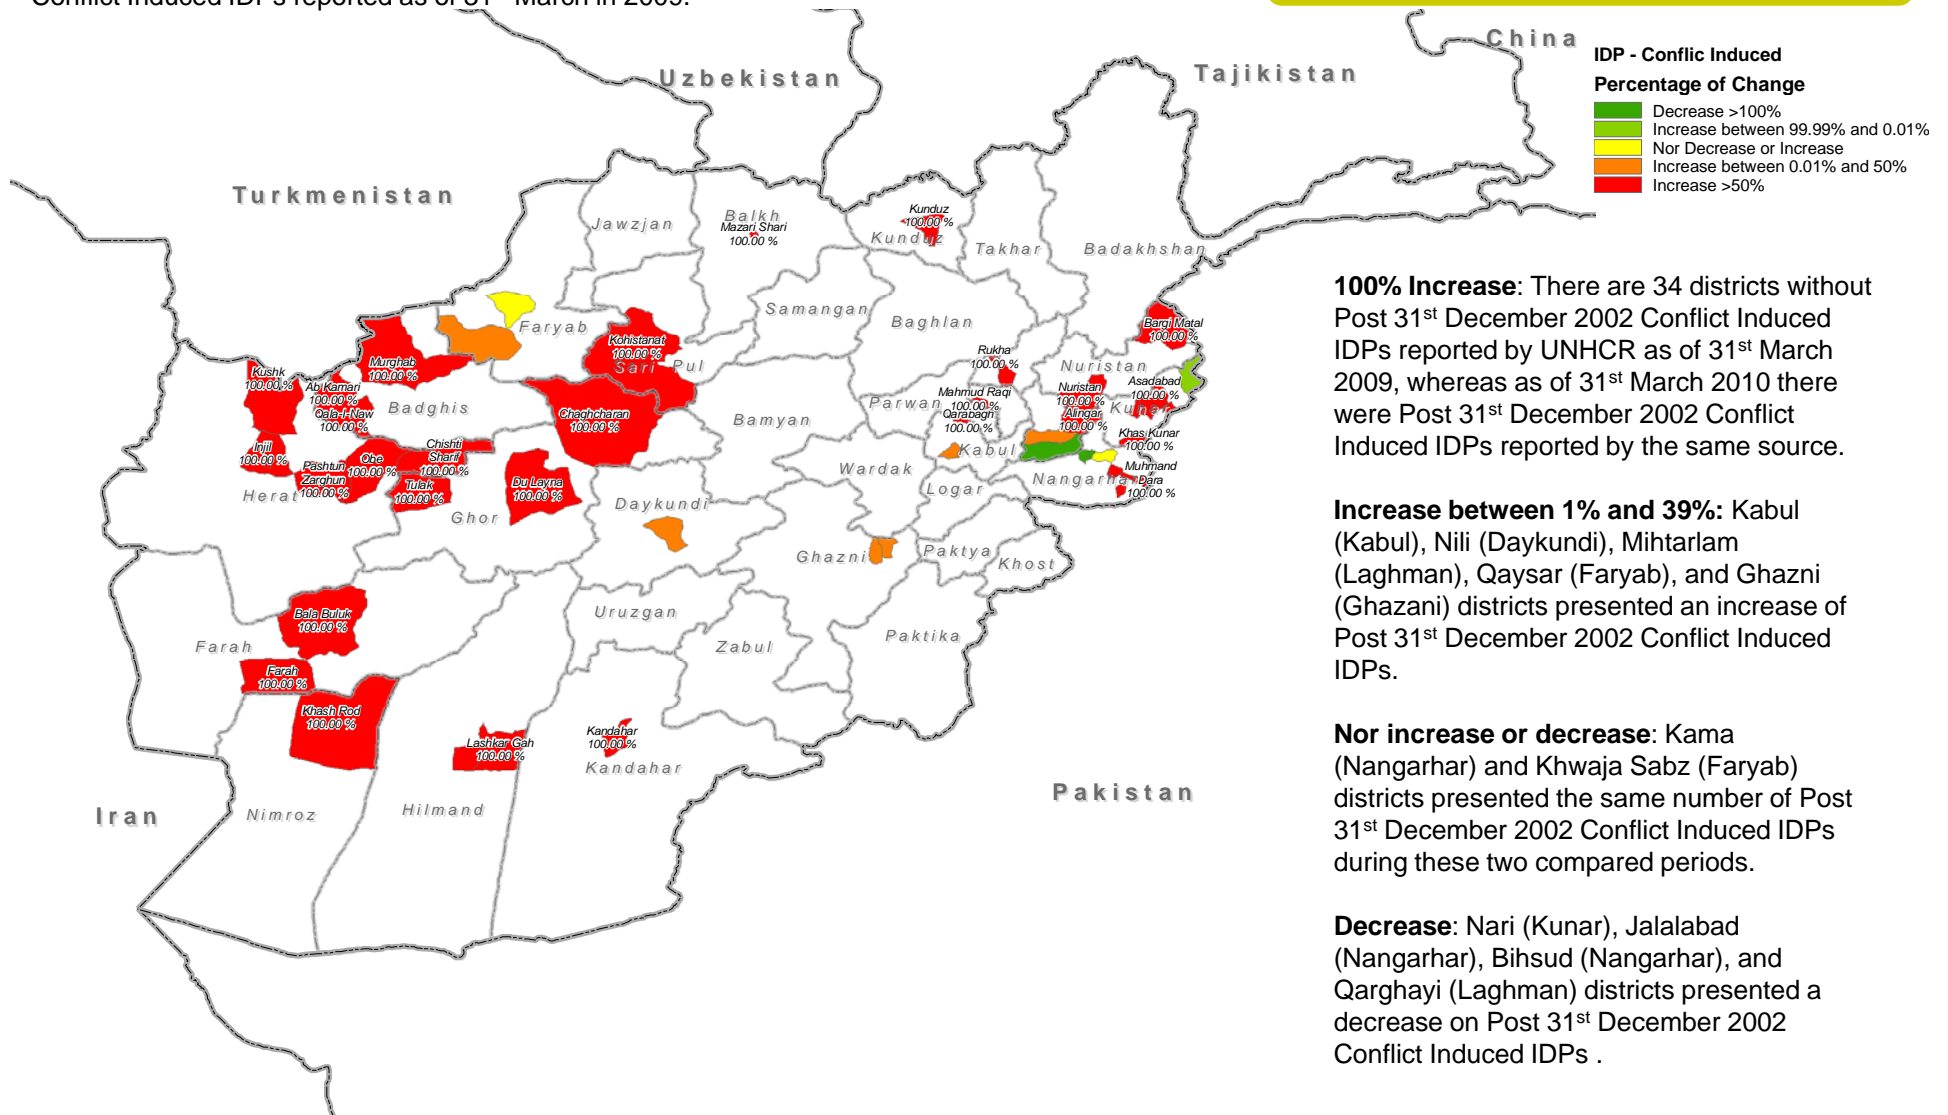 Conflict Induced IDPs reported as of 31st March in 2009.
China
Uzbekistan
Tajikistan
Turkmenistan
IDP - Conflic Induced
Percentage of Change
Decrease >100%
Increase between 99.99% and 0.01%
Nor Decrease or Increase
Increase between 0.01% and 50%
Increase >50%
Jawzjan
Balkh
Mazari Shari
100.00 %
Kunduz
100.00 %
Kunduz
Takhar
Badakhshan
Samangan
Baghlan
Faryab
Kohistanat
100.00 %
Sari Pul
Bargi Matal
100.00 %
Murghab
100.00 %
Kushk
100.00 %
Ab Kamari
100.00 %
Qala-I-Naw
100.00 %
Badghis
Rukha
100.00 %
Nuristan
Nuristan
100.00 %
Asadabad
100.00 %
Kunar
Mahmud Raqi
100.00 %
Parwan
Qarabagh
100.00 %
Alingar
100.00 %
Khas Kunar
100.00 %
Chaghcharan
100.00 %
Bamyan
Kabul
Injil
100.00 %
Pashtun
Zarghun
100.00 %
Obe
100.00 %
Chishti
Sharif
100.00 %
Tulak
100.00 %
Du Layna
100.00 %
Wardak
Logar
Nangarhar
Muhmand
Dara
100.00 %
Herat
Ghor
Daykundi
Ghazni
Paktya
Khost
Bala Buluk
100.00 %
Uruzgan
Zabul
Paktika
Farah
Farah
100.00 %
Khash Rod
100.00 %
Lashkar Gah
100.00 %
Kandahar
100.00 %
Kandahar
Pakistan
Iran
Nimroz
Hilmand
100% Increase: There are 34 districts without
Post 31st December 2002 Conflict Induced
IDPs reported by UNHCR as of 31st March
2009, whereas as of 31st March 2010 there
were Post 31st December 2002 Conflict
Induced IDPs reported by the same source.
Increase between 1% and 39%: Kabul
(Kabul), Nili (Daykundi), Mihtarlam
(Laghman), Qaysar (Faryab), and Ghazni
(Ghazani) districts presented an increase of
Post 31st December 2002 Conflict Induced
IDPs.
Nor increase or decrease: Kama
(Nangarhar) and Khwaja Sabz (Faryab)
districts presented the same number of Post
31st December 2002 Conflict Induced IDPs
during these two compared periods.
Decrease: Nari (Kunar), Jalalabad
(Nangarhar), Bihsud (Nangarhar), and
Qarghayi (Laghman) districts presented a
decrease on Post 31st December 2002
Conflict Induced IDPs .